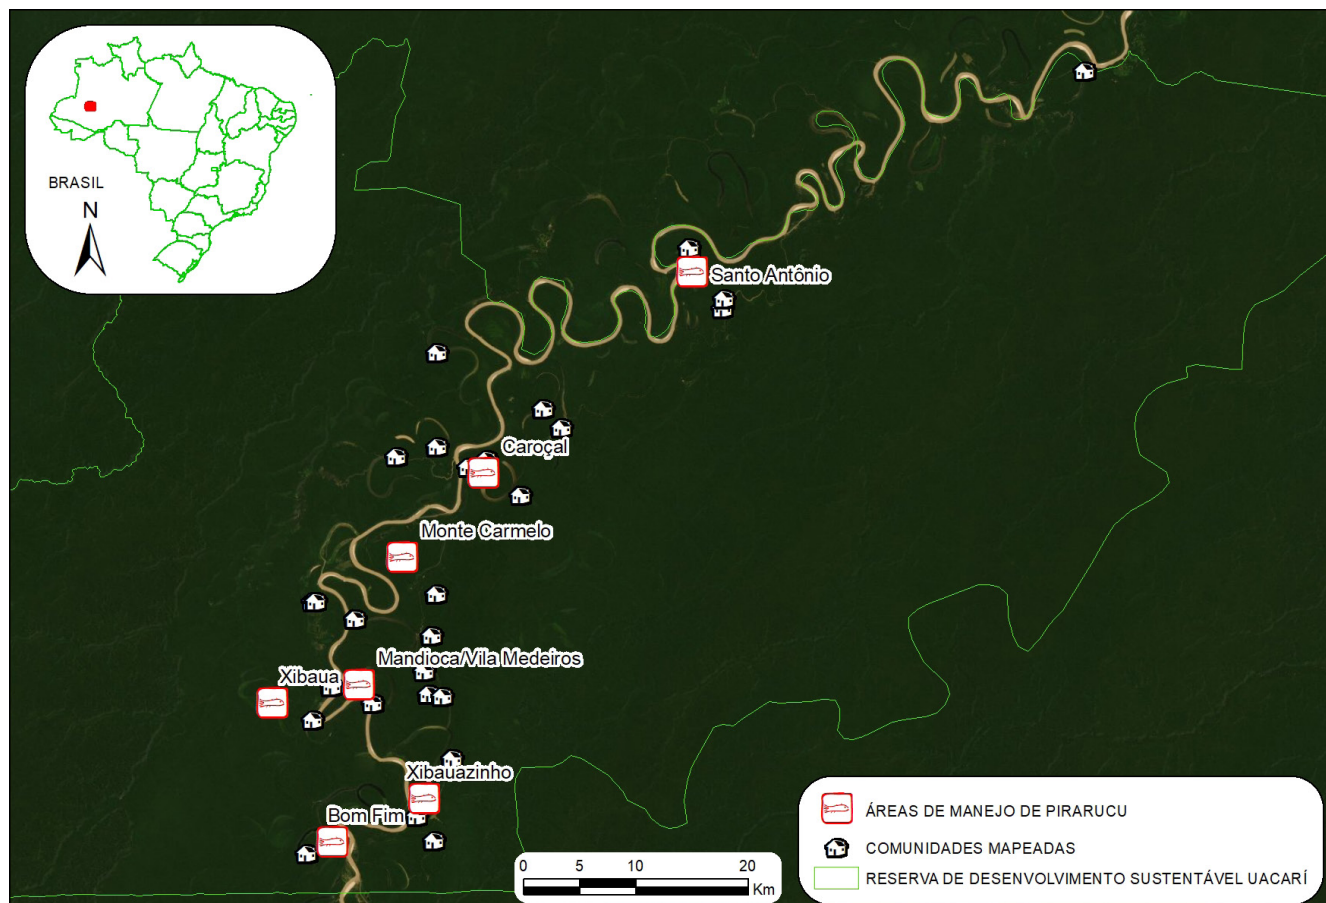 BRASIL
N
Santo Antônio
Caroçal
Monte Carmelo
Mandioca/Vila Medeiros
Xibaua
Xibauazinho
Bom Fim
0 5 10 20
Km
ÁREAS DE MANEJO DE PIRARUCU
COMUNIDADES MAPEADAS
RESERVA DE DESENVOLVIMENTO SUSTENTÁVEL UACARÍ